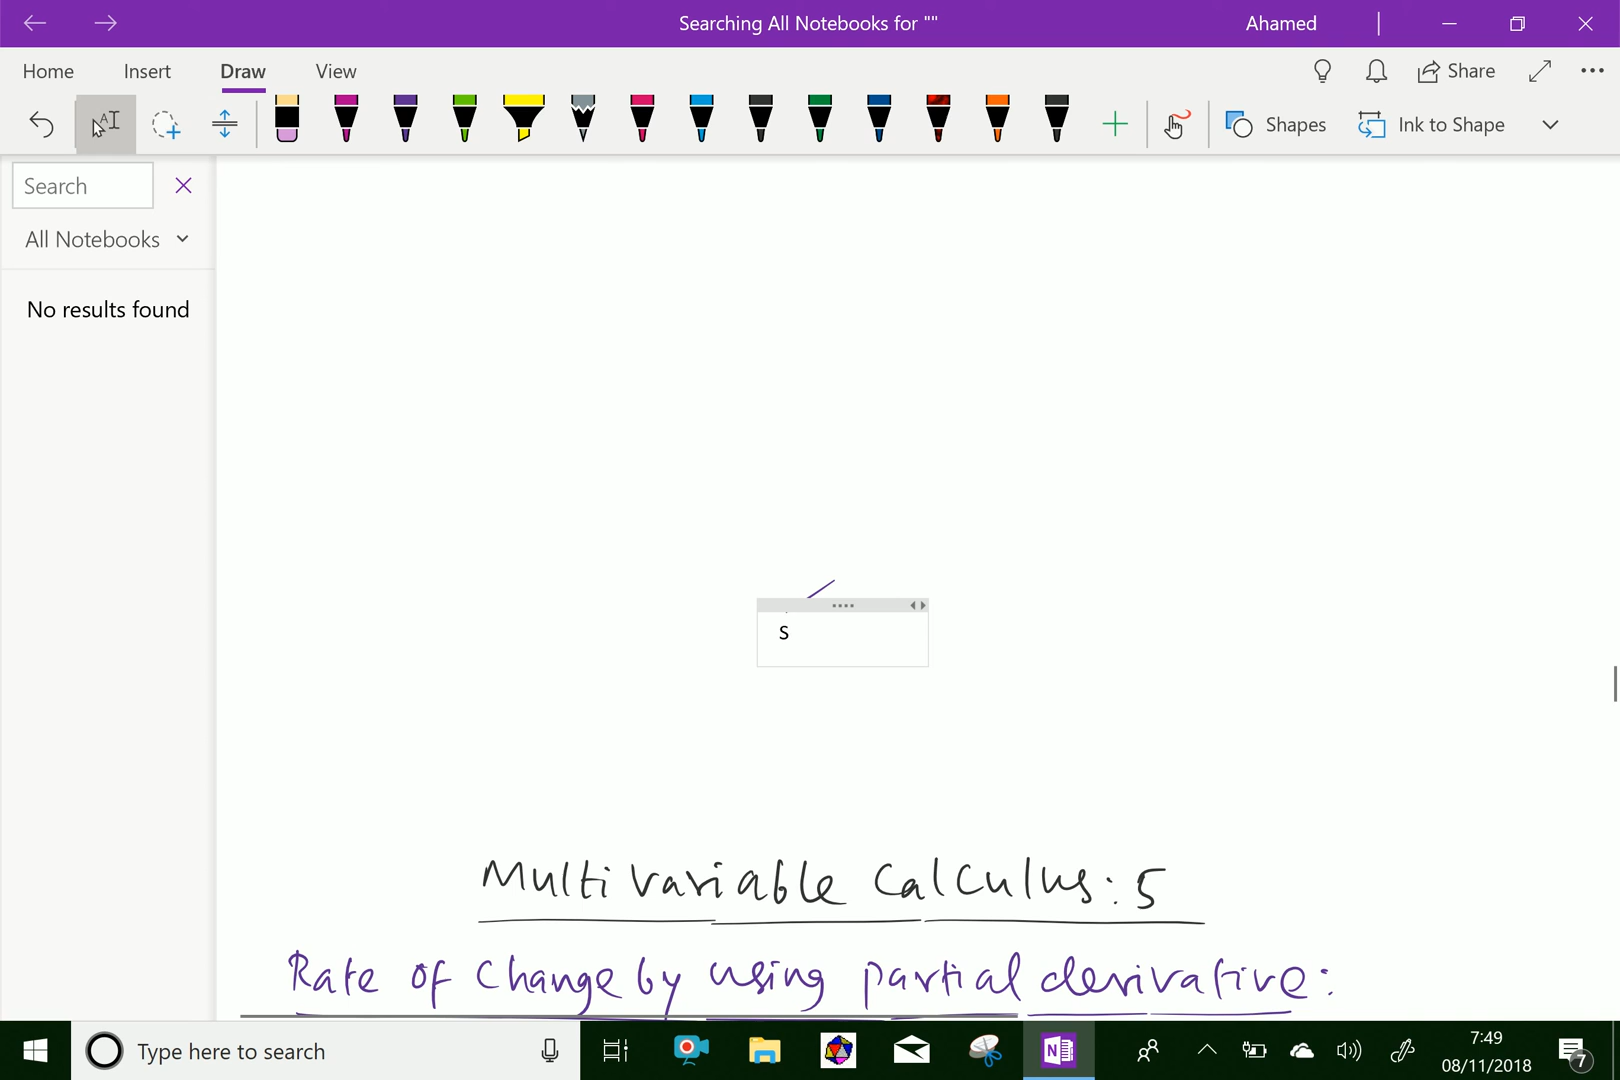 Searching All Notebooks for ""
Ahamed
Home Insert Draw View
Share
Shapes
Ink to Shape
Search
All Notebooks
No results found
s
Multivariable Calculus: 5
Rate of Change by using partial derivative:
Type here to search
7:49
08/11/2018
7